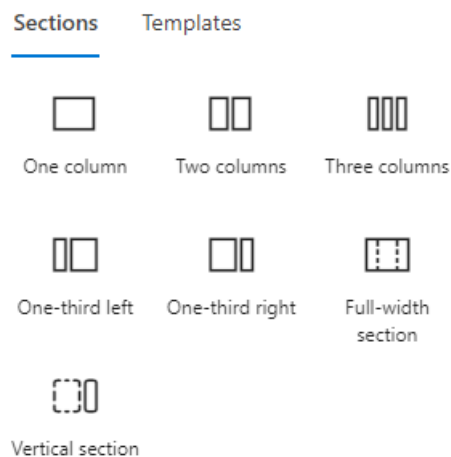 Sections Templates
One column Two columns Three columns
One-third left One-third right Full-width
section
Vertical section